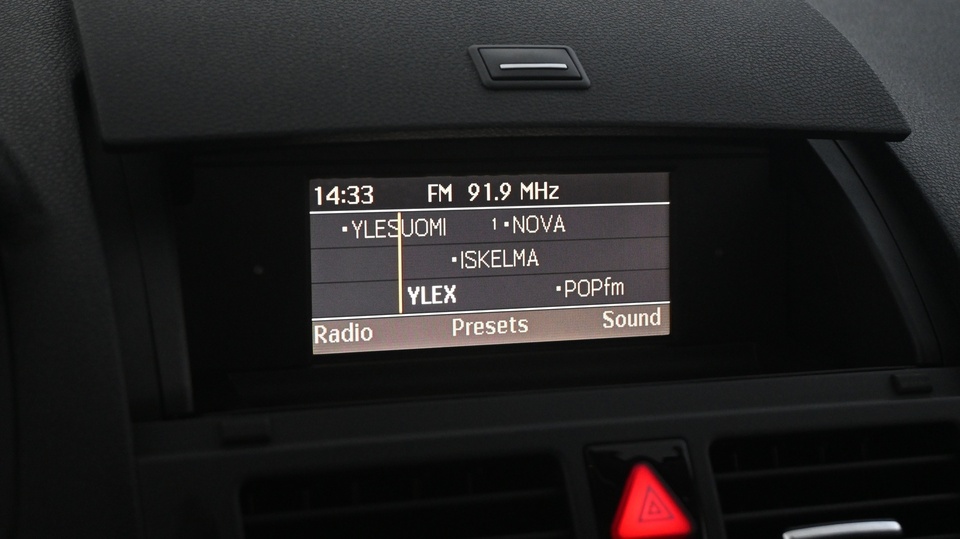 14:33 FM 91.9 MHz
▪YLESUOMI 1▪NOVA
▪ISKELMA
YLEX ▪POPfm
Radio Presets Sound